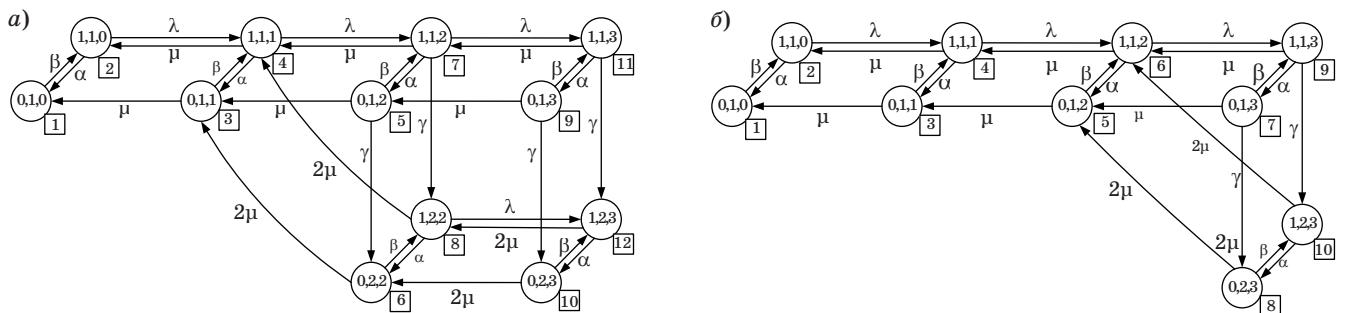 а)
1,1,0
λ
1,1,1
λ
1,1,2
λ
1,1,3
β
α
2
μ
β
α
4
μ
β
α
7
μ
β
α
11
0,1,0
μ
0,1,1
μ
0,1,2
μ
0,1,3
1
3
5
9
γ
γ
γ
γ
2μ
2μ
1,2,2
λ
1,2,3
2μ
β
α
8
β
α
12
0,2,2
2μ
0,2,3
6
10
б)
1,1,0
λ
1,1,1
λ
1,1,2
λ
1,1,3
β
α
2
μ
β
α
4
μ
β
α
6
μ
β
α
9
0,1,0
μ
0,1,1
μ
0,1,2
μ
0,1,3
1
3
5
7
γ
2μ
γ
2μ
1,2,3
2μ
β
α
10
0,2,3
8